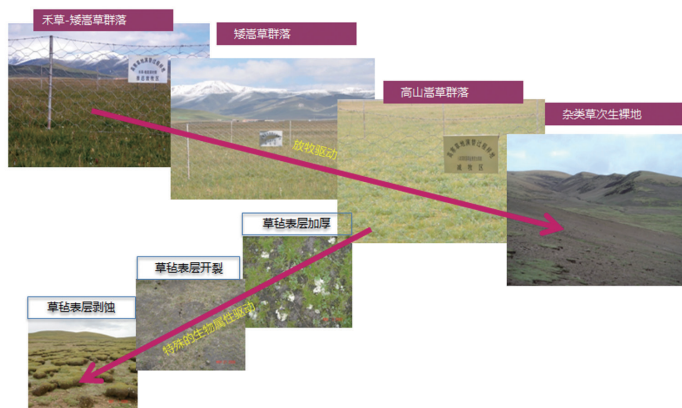 禾草-矮嵩草群落
矮嵩草群落
高山嵩草群落
杂类草次生裸地
放牧驱动
草毡表层加厚
草毡表层开裂
草毡表层剥蚀
特殊的生物属性驱动